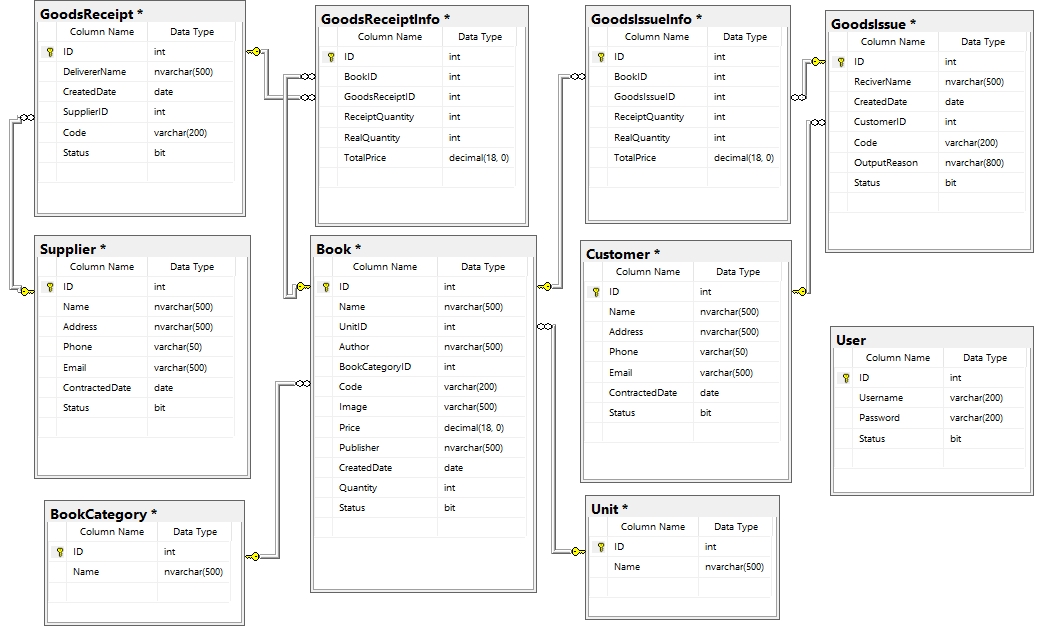 GoodsReceipt *
Column Name Data Type
ID int
DelivererName nvarchar(500)
CreatedDate date
SupplierID int
Code varchar(200)
Status bit
GoodsReceiptInfo *
Column Name Data Type
ID int
BookID int
GoodsReceiptID int
ReceiptQuantity int
RealQuantity int
TotalPrice decimal(18, 0)
GoodsIssueInfo *
Column Name Data Type
ID int
BookID int
GoodsIssueID int
ReceiptQuantity int
RealQuantity int
TotalPrice decimal(18, 0)
GoodsIssue *
Column Name Data Type
ID int
ReciverName nvarchar(500)
CreatedDate date
CustomerID int
Code varchar(200)
OutputReason nvarchar(800)
Status bit
Supplier *
Column Name Data Type
ID int
Name nvarchar(500)
Address nvarchar(500)
Phone varchar(50)
Email varchar(500)
ContractedDate date
Status bit
Book *
Column Name Data Type
ID int
Name nvarchar(500)
UnitID int
Author nvarchar(500)
BookCategoryID int
Code varchar(200)
Image varchar(500)
Price decimal(18, 0)
Publisher nvarchar(500)
CreatedDate date
Quantity int
Status bit
Customer *
Column Name Data Type
ID int
Name nvarchar(500)
Address nvarchar(500)
Phone varchar(50)
Email varchar(500)
ContractedDate date
Status bit
User
Column Name Data Type
ID int
Username varchar(200)
Password varchar(200)
Status bit
BookCategory *
Column Name Data Type
ID int
Name nvarchar(500)
Unit *
Column Name Data Type
ID int
Name nvarchar(500)